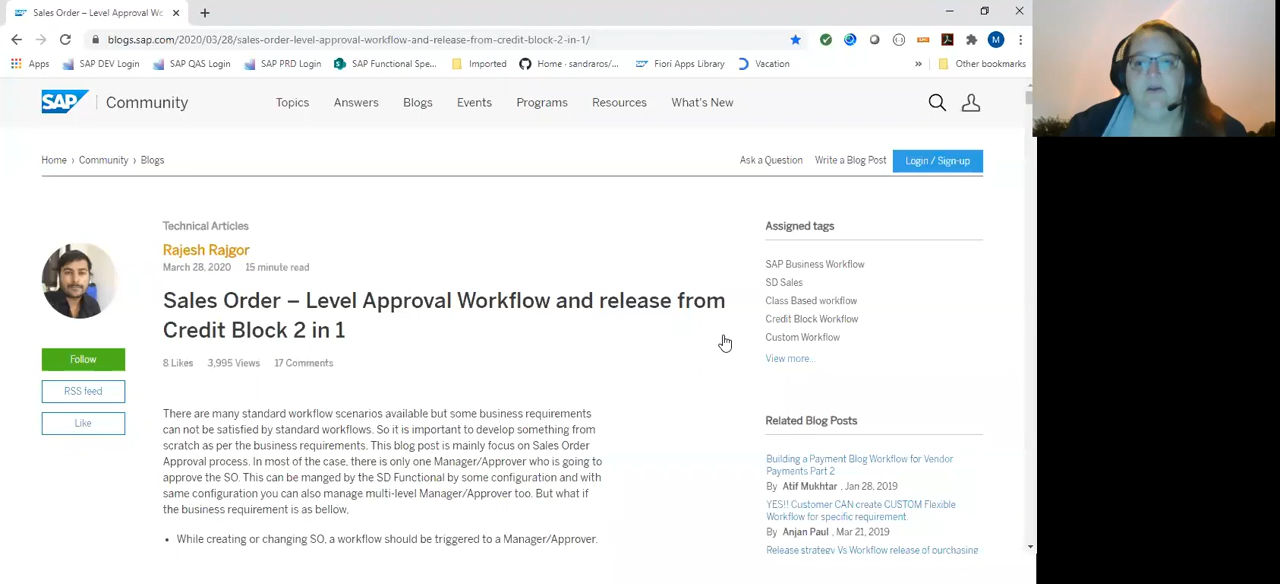 Sales Order – Level Approval Wo
blogs.sap.com/2020/03/28/sales-order-level-approval-workflow-and-release-from-credit-block-2-in-1/
M
Apps SAP DEV Login SAP QAS Login SAP PRD Login SAP Functional Spe... Imported Home · sandraros/... Fiori Apps Library Vacation » Other bookmarks
SAP Community Topics Answers Blogs Events Programs Resources What's New
Home › Community › Blogs Ask a Question Write a Blog Post Login / Sign-up
Technical Articles
Rajesh Rajgor
March 28, 2020 15 minute read
Sales Order – Level Approval Workflow and release from
Credit Block 2 in 1
8 Likes 3,995 Views 17 Comments
Follow
RSS feed
Like
There are many standard workflow scenarios available but some business requirements
can not be satisfied by standard workflows. So it is important to develop something from
scratch as per the business requirements. This blog post is mainly focus on Sales Order
Approval process. In most of the case, there is only one Manager/Approver who is going to
approve the SO. This can be manged by the SD Functional by some configuration and with
same configuration you can also manage multi-level Manager/Approver too. But what if
the business requirement is as bellow,
• While creating or changing SO, a workflow should be triggered to a Manager/Approver.
Assigned tags
SAP Business Workflow
SD Sales
Class Based workflow
Credit Block Workflow
Custom Workflow
View more...
Related Blog Posts
Building a Payment Blog Workflow for Vendor
Payments Part 2
By Atif Mukhtar , Jan 28, 2019
YES!! Customer CAN create CUSTOM Flexible
Workflow for specific requirement.
By Anjan Paul , Mar 21, 2019
Release strategy Vs Workflow release of purchasing